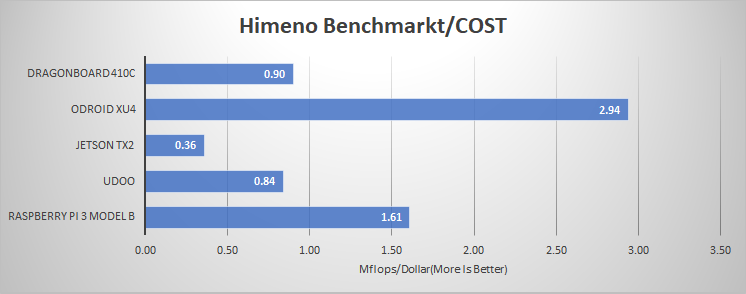 Himeno Benchmarkt/COST
DRAGONBOARD 410C 0.90
ODROID XU4 2.94
JETSON TX2 0.36
UDOO 0.84
RASPBERRY PI 3 MODEL B 1.61
0.00 0.50 1.00 1.50 2.00 2.50 3.00 3.50
Mflops/Dollar(More Is Better)